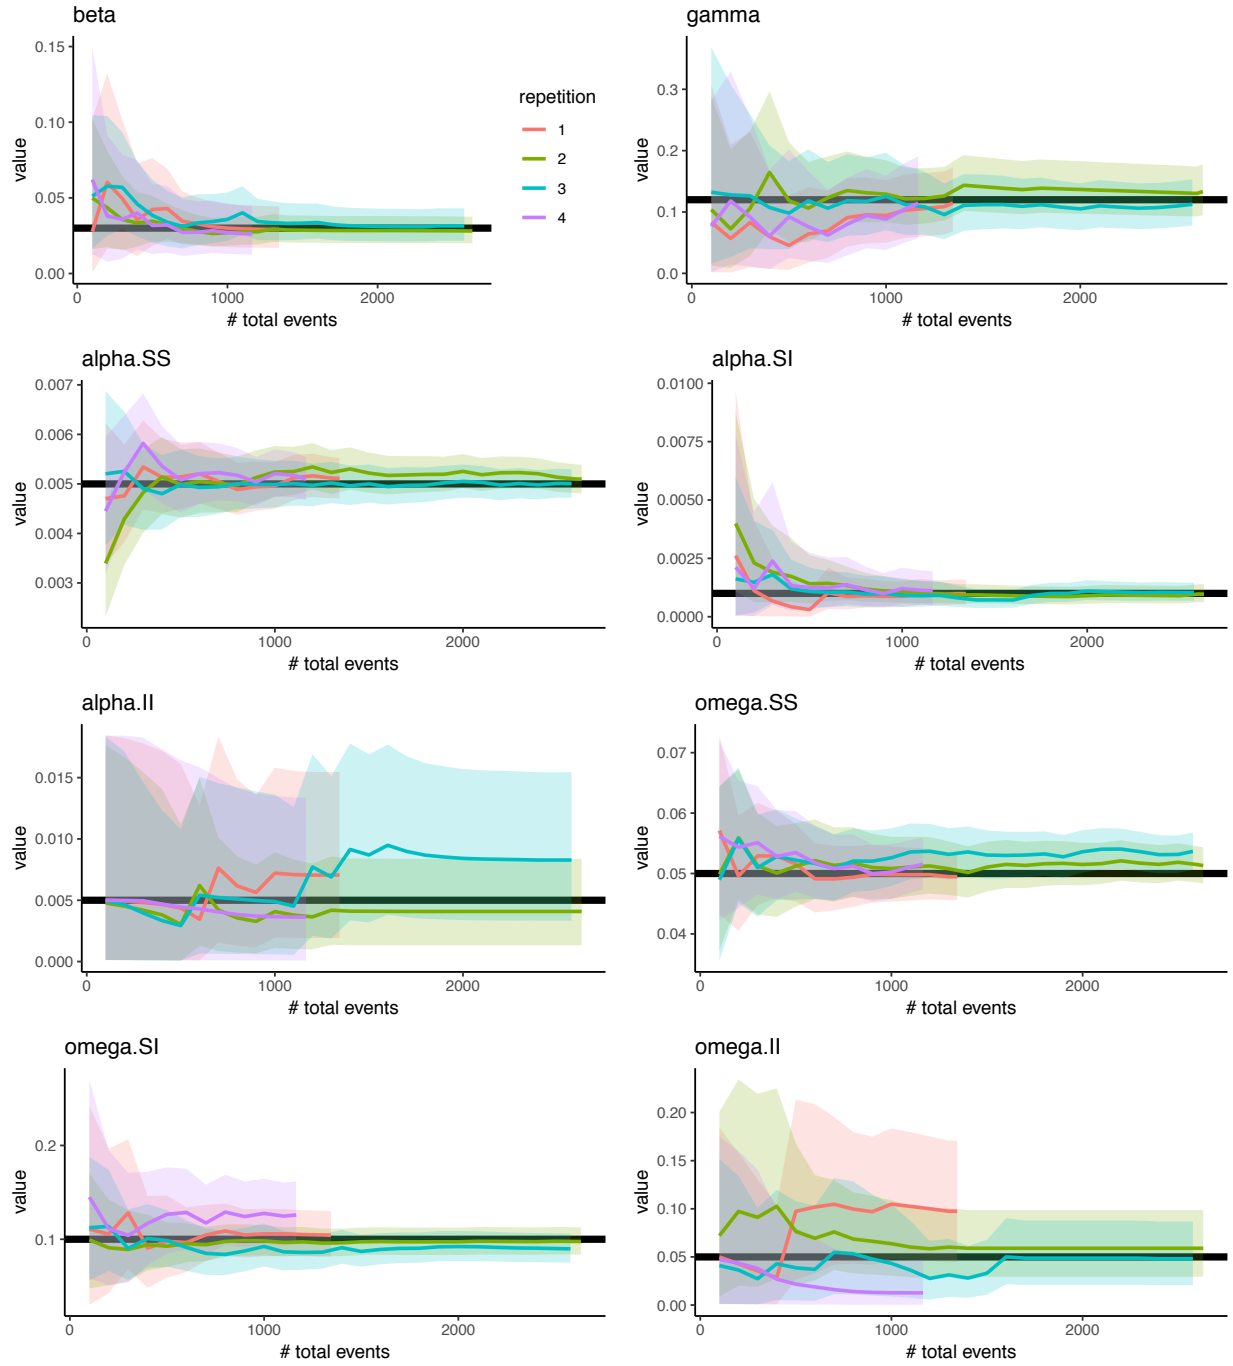 beta
0.15
0.10
0.05
0.00
value
0 1000 2000
# total events
repetition
1
2
3
4
gamma
0.3
0.2
0.1
0.0
value
0 1000 2000
# total events
alpha.SS
0.007
0.006
0.005
0.004
0.003
value
0 1000 2000
# total events
alpha.SI
0.0100
0.0075
0.0050
0.0025
0.0000
value
0 1000 2000
# total events
alpha.II
0.015
0.010
0.005
0.000
value
0 1000 2000
# total events
omega.SS
0.07
0.06
0.05
0.04
value
0 1000 2000
# total events
omega.SI
0.2
0.1
value
0 1000 2000
# total events
omega.II
0.20
0.15
0.10
0.05
0.00
value
0 1000 2000
# total events